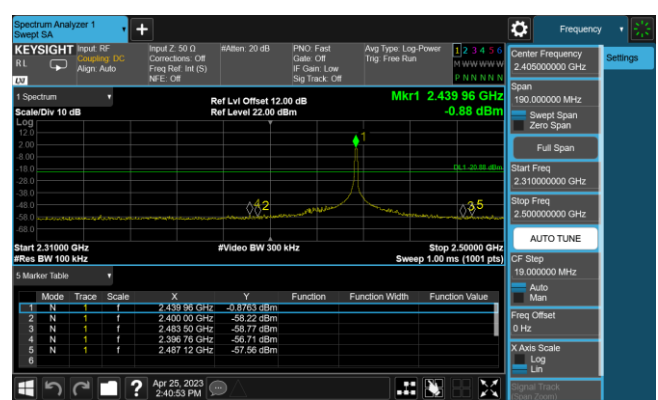 Spectrum Analyzer 1
Swept SA
+
Frequency
KEYSIGHT
R L
LXI
Input: RF
Coupling: DC
Align: Auto
Input Z: 50 Ω
Corrections: Off
Freq Ref: Int (S)
NFE: Off
#Atten: 20 dB
PNO: Fast
Gate: Off
IF Gain: Low
Sig Track: Off
Avg Type: Log-Power
Trig: Free Run
1 2 3 4 5 6
M W W W W W
P N N N N N
1 Spectrum
Scale/Div 10 dB
Ref Lvl Offset 12.00 dB
Ref Level 22.00 dBm
Mkr1 2.439 96 GHz
-0.88 dBm
Log
12.0
2.00
-8.00
-18.0
-28.0
-38.0
-48.0
-58.0
-68.0
1
DL1 -20.88 dBm
4 2
3 5
Start 2.31000 GHz
#Res BW 100 kHz
#Video BW 300 kHz
Stop 2.50000 GHz
Sweep 1.00 ms (1001 pts)
5 Marker Table
Mode Trace Scale X Y Function Function Width Function Value
1 N 1 f 2.439 96 GHz -0.8763 dBm
2 N 1 f 2.400 00 GHz -58.22 dBm
3 N 1 f 2.483 50 GHz -58.77 dBm
4 N 1 f 2.396 76 GHz -56.71 dBm
5 N 1 f 2.487 12 GHz -57.56 dBm
6
Center Frequency
2.405000000 GHz
Settings
Span
190.000000 MHz
Swept Span
Zero Span
Full Span
Start Freq
2.310000000 GHz
Stop Freq
2.500000000 GHz
AUTO TUNE
CF Step
19.000000 MHz
Auto
Man
Freq Offset
0 Hz
X Axis Scale
Log
Lin
Signal Track
(Span Zoom)
?
Apr 25, 2023
2:40:53 PM